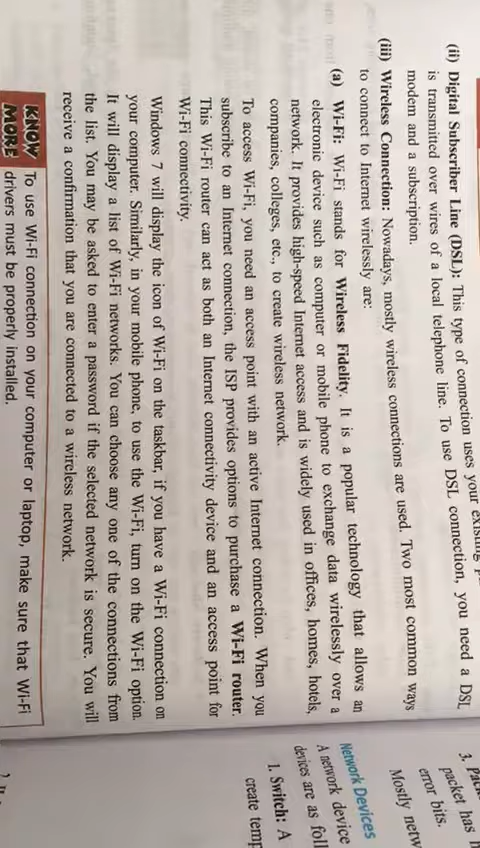 (ii) Digital Subscriber Line (DSL): This type of connection uses your existing
is transmitted over wires of a local telephone line. To use DSL connection, you need a DSL
modem and a subscription.
(iii) Wireless Connection: Nowadays, mostly wireless connections are used. Two most common ways
to connect to Internet wirelessly are:
(a) Wi-Fi: Wi-Fi stands for Wireless Fidelity. It is a popular technology that allows an
electronic device such as computer or mobile phone to exchange data wirelessly over a
network. It provides high-speed Internet access and is widely used in offices, homes, hotels,
companies, colleges, etc., to create wireless network.
To access Wi-Fi, you need an access point with an active Internet connection. When you
subscribe to an Internet connection, the ISP provides options to purchase a Wi-Fi router.
This Wi-Fi router can act as both an Internet connectivity device and an access point for
Wi-Fi connectivity.
Windows 7 will display the icon of Wi-Fi on the taskbar, if you have a Wi-Fi connection on
your computer. Similarly, in your mobile phone, to use the Wi-Fi, turn on the Wi-Fi option.
It will display a list of Wi-Fi networks. You can choose any one of the connections from
the list. You may be asked to enter a password if the selected network is secure. You will
receive a confirmation that you are connected to a wireless network.
KNOW MORE
To use Wi-Fi connection on your computer or laptop, make sure that Wi-Fi
drivers must be properly installed.
3.
packet has
error bits.
Mostly netw
Network Devices
A network device
devices are as foll
1. Switch: A
create temp